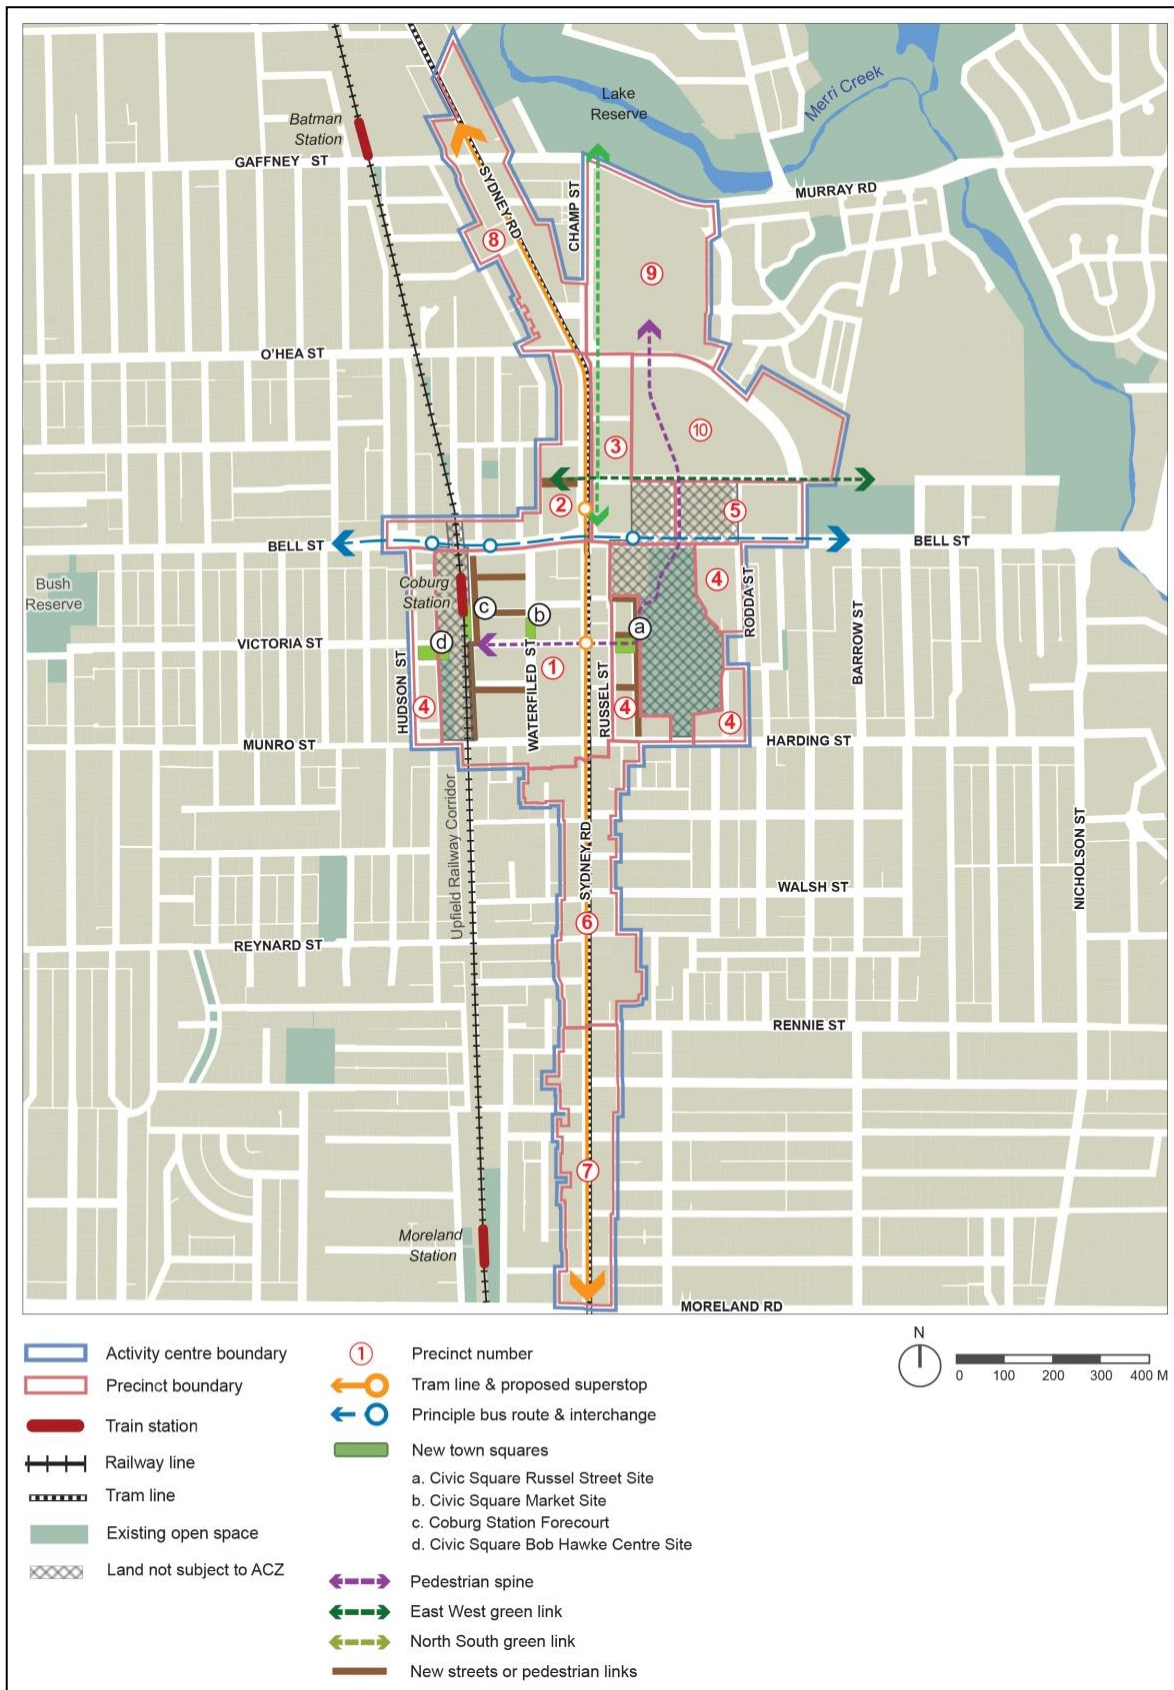 Lake
Reserve
Merri Creek
Batman
Station
GAFFNEY ST
MURRAY RD
SYDNEY RD
CHAMP ST
8
9
O'HEA ST
3
10
2
5
BELL ST
BELL ST
Bush
Reserve
Coburg
Station
4
RODDA ST
c
b
a
d
BARROW ST
VICTORIA ST
HUDSON ST
WATERFILED ST
1
RUSSEL ST
4
4
4
MUNRO ST
HARDING ST
Upfield Railway Corridor
SYDNEY RD
NICHOLSON ST
WALSH ST
6
REYNARD ST
RENNIE ST
7
Moreland
Station
MORELAND RD
Activity centre boundary
Precinct boundary
Train station
Railway line
Tram line
Existing open space
Land not subject to ACZ
1 Precinct number
Tram line & proposed superstop
Principle bus route & interchange
New town squares
a. Civic Square Russel Street Site
b. Civic Square Market Site
c. Coburg Station Forecourt
d. Civic Square Bob Hawke Centre Site
Pedestrian spine
East West green link
North South green link
New streets or pedestrian links
N
0 100 200 300 400 M